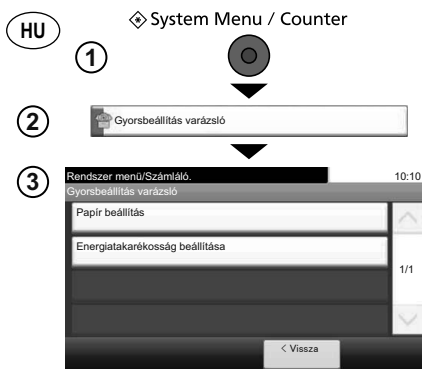 HU
System Menu / Counter
1
2
Gyorsbeállítás varázsló
3
Rendszer menü/Számláló.
10:10
Gyorsbeállítás varázsló
Papír beállítás
Energiatakarékosság beállítása
1/1
< Vissza